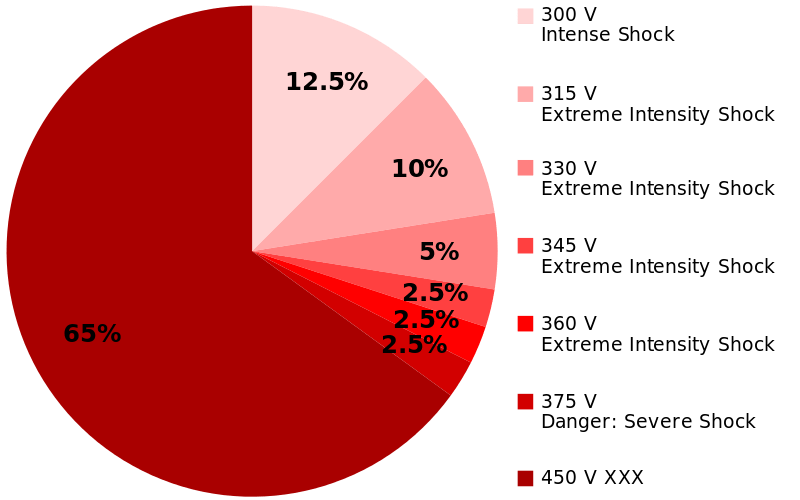 12.5%
10%
5%
2.5%
2.5%
2.5%
65%
300 V
Intense Shock
315 V
Extreme Intensity Shock
330 V
Extreme Intensity Shock
345 V
Extreme Intensity Shock
360 V
Extreme Intensity Shock
375 V
Danger: Severe Shock
450 V XXX